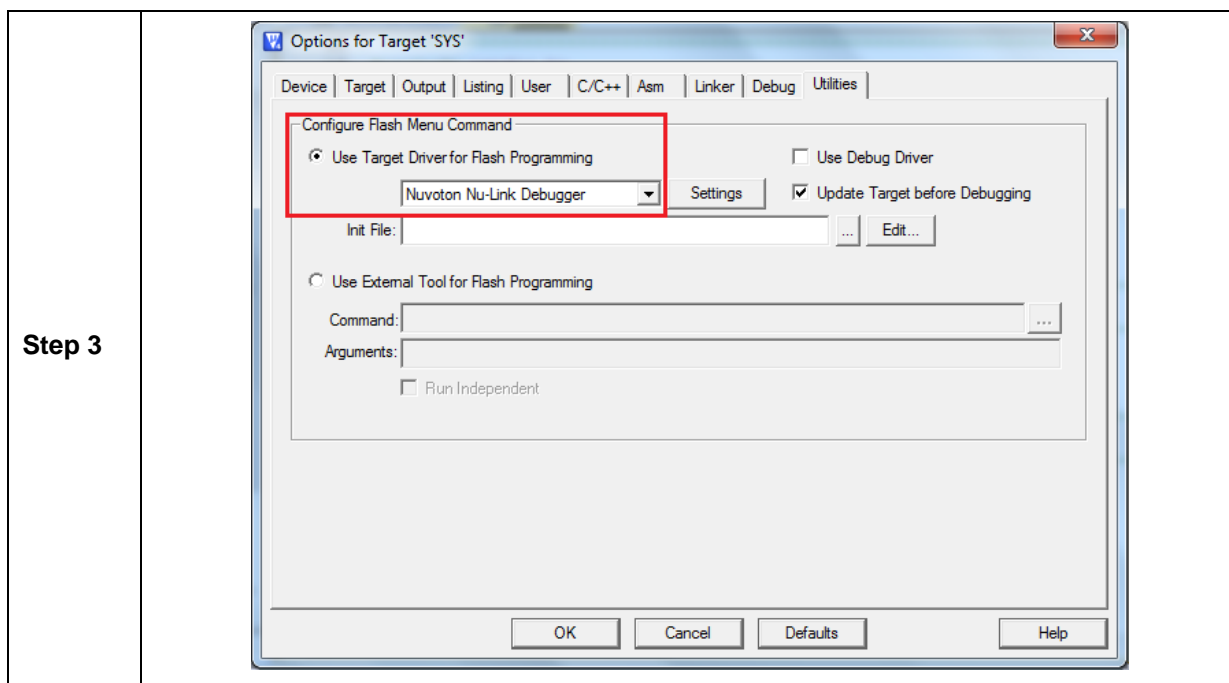 Step 3
Options for Target 'SYS'
Device Target Output Listing User C/C++ Asm Linker Debug Utilities
Configure Flash Menu Command
Use Target Driver for Flash Programming Use Debug Driver
Nuvoton Nu-Link Debugger Settings Update Target before Debugging
Init File: ... Edit...
Use External Tool for Flash Programming
Command: ...
Arguments:
Run Independent
OK Cancel Defaults Help